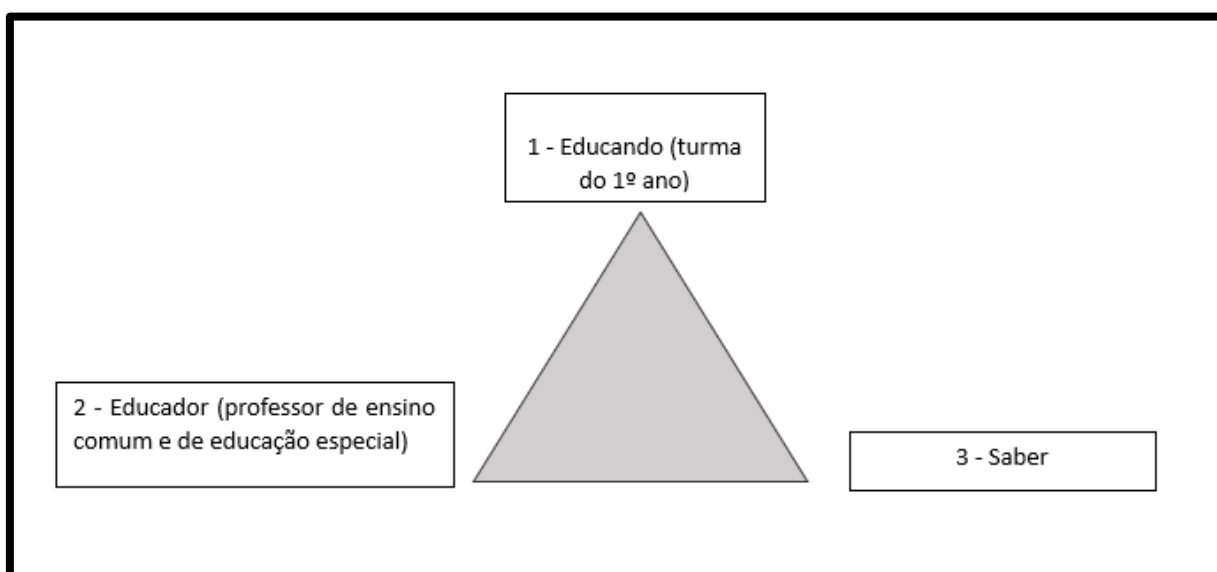 1 - Educando (turma
do 1º ano)
2 - Educador (professor de ensino
comum e de educação especial)
3 - Saber